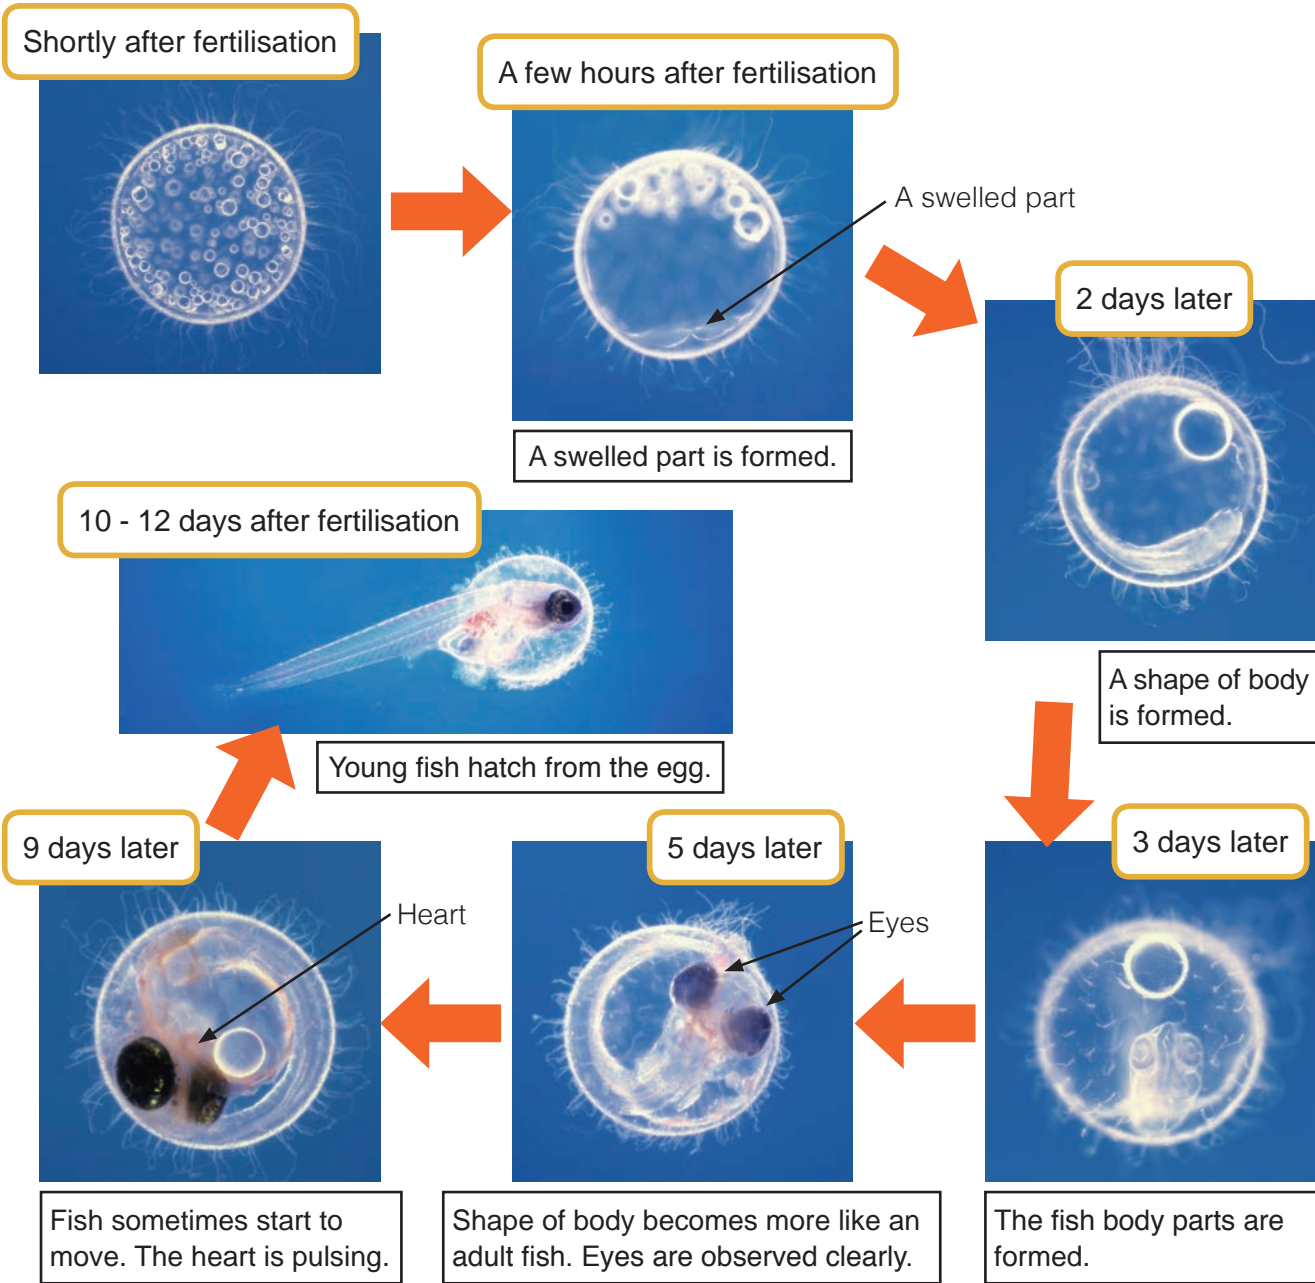 Shortly after fertilisation
A few hours after fertilisation
A swelled part
A swelled part is formed.
2 days later
A shape of body
is formed.
3 days later
The fish body parts are
formed.
5 days later
Eyes
Shape of body becomes more like an
adult fish. Eyes are observed clearly.
9 days later
Heart
Fish sometimes start to
move. The heart is pulsing.
10 - 12 days after fertilisation
Young fish hatch from the egg.